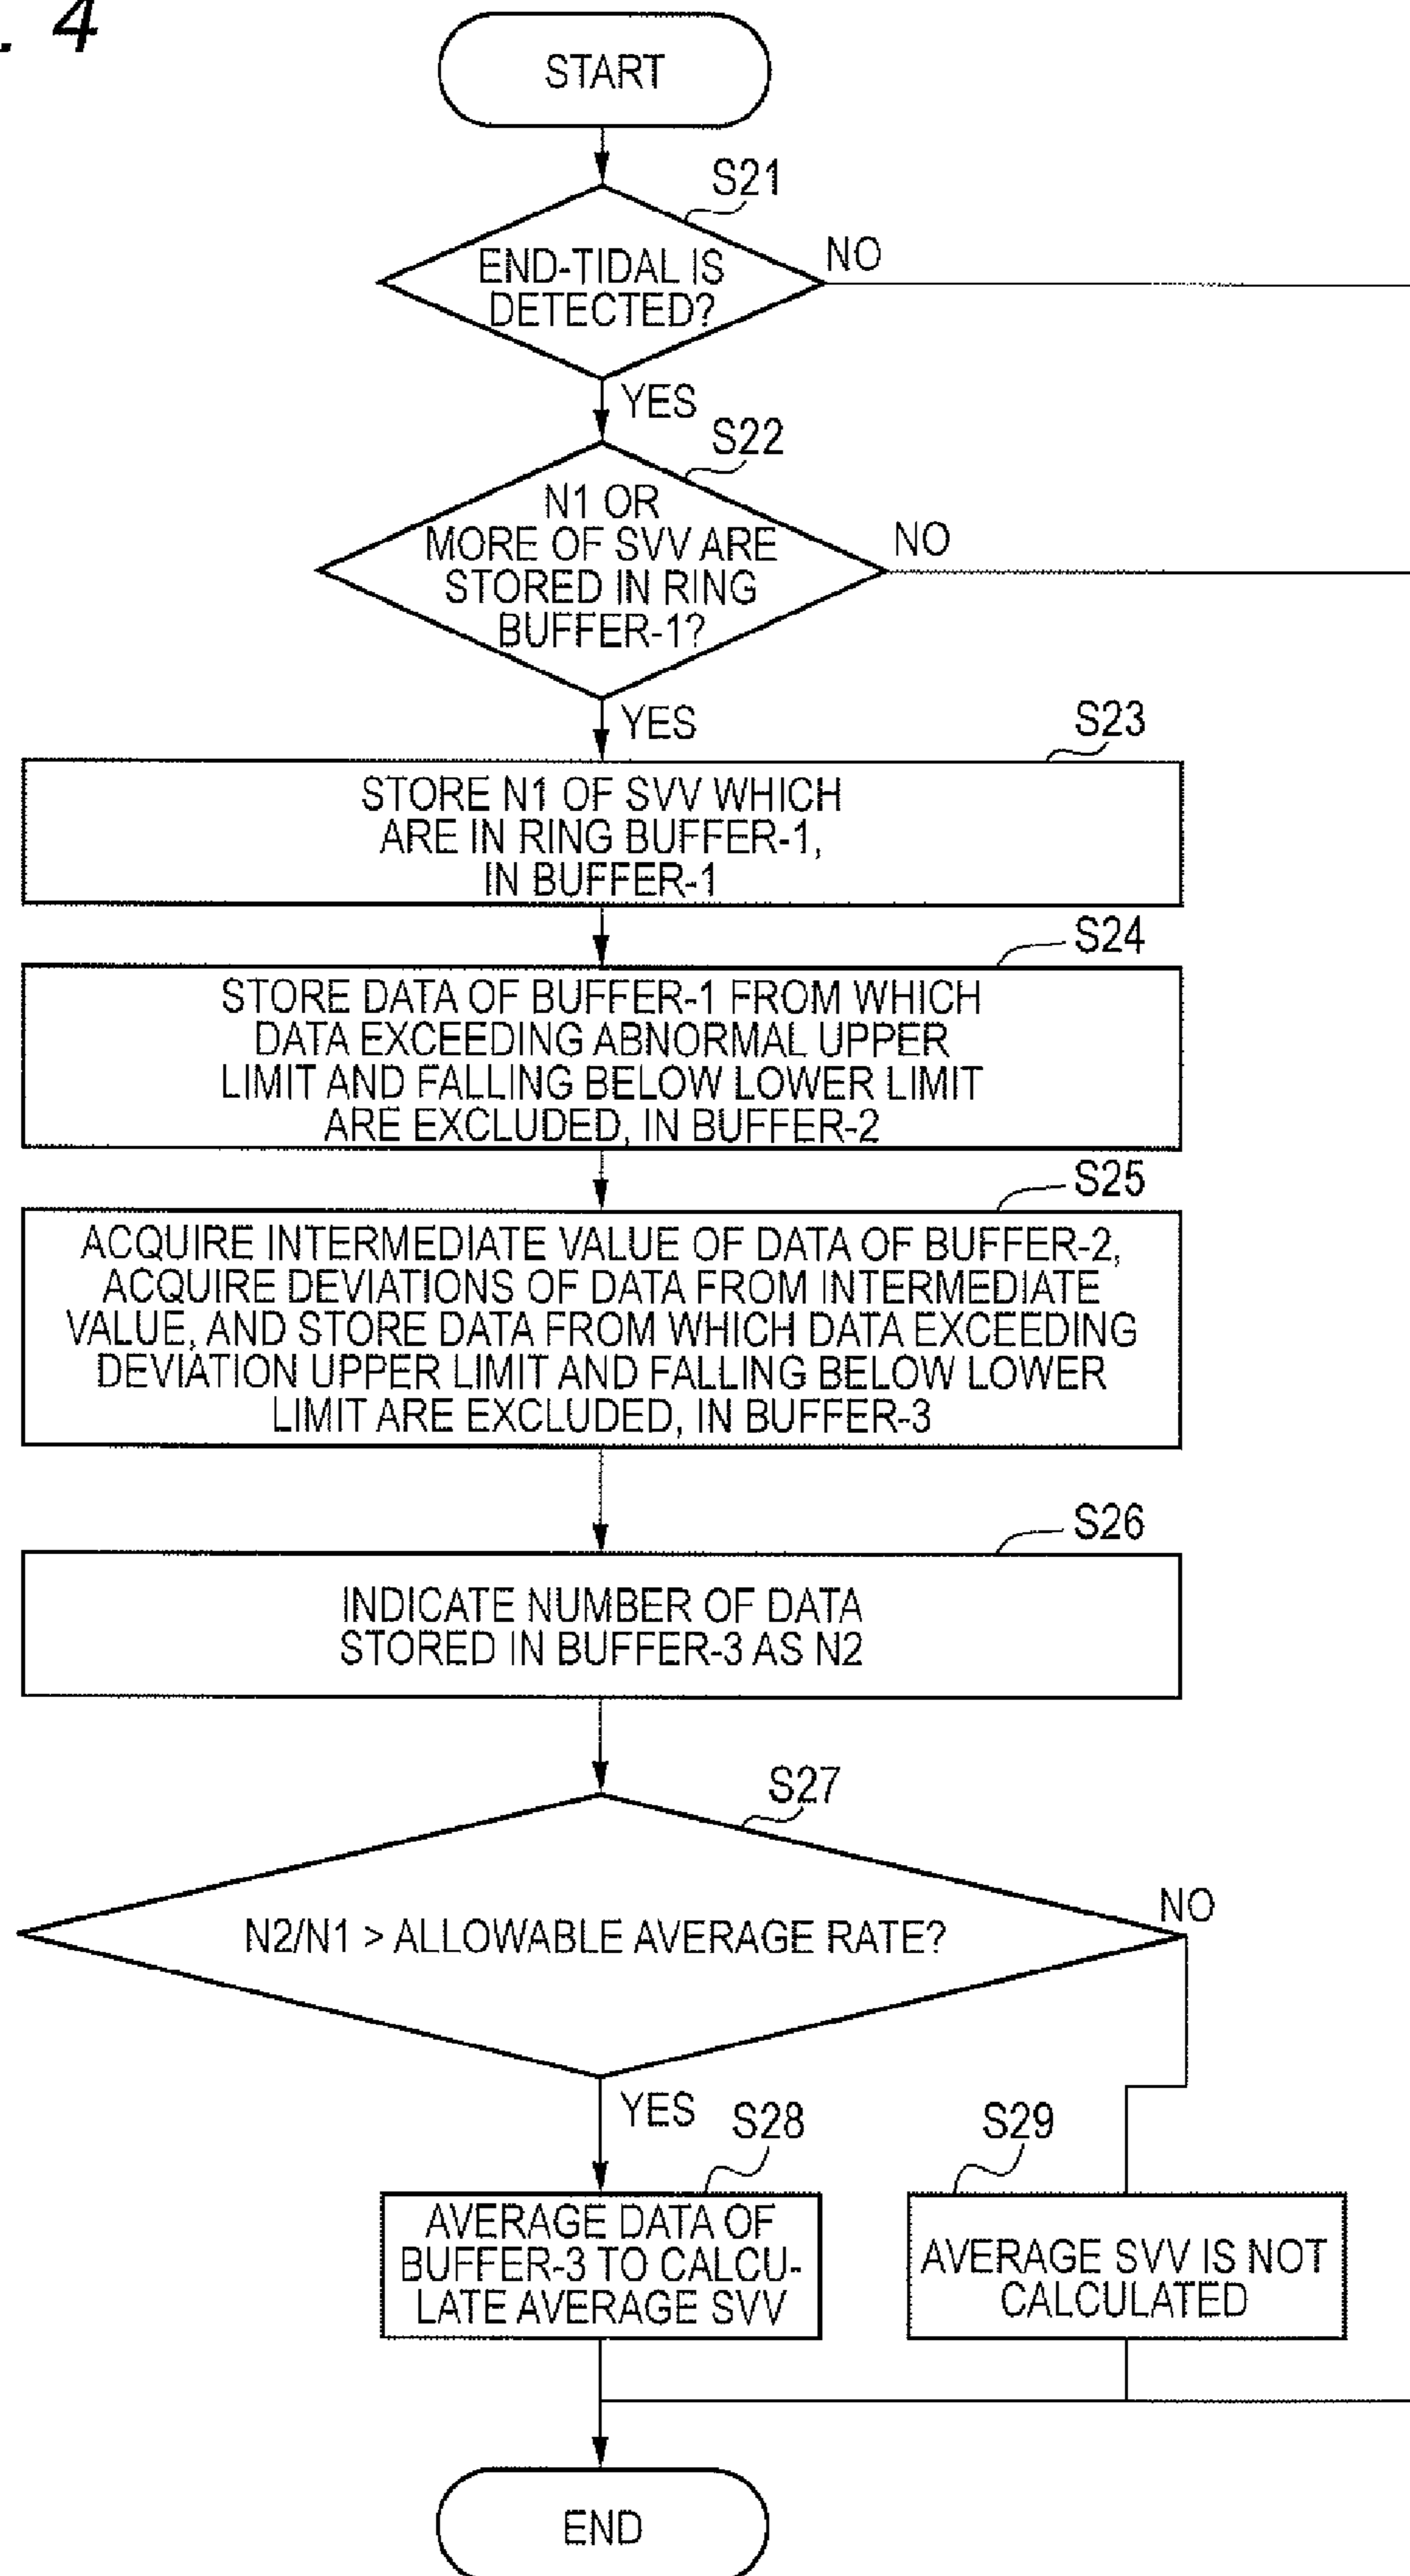 . 4
START
S21
END-TIDAL IS
DETECTED?
NO
YES
S22
N1 OR
MORE OF SVV ARE
STORED IN RING
BUFFER-1?
NO
YES
S23
STORE N1 OF SVV WHICH
ARE IN RING BUFFER-1,
IN BUFFER-1
S24
STORE DATA OF BUFFER-1 FROM WHICH
DATA EXCEEDING ABNORMAL UPPER
LIMIT AND FALLING BELOW LOWER LIMIT
ARE EXCLUDED, IN BUFFER-2
S25
ACQUIRE INTERMEDIATE VALUE OF DATA OF BUFFER-2,
ACQUIRE DEVIATIONS OF DATA FROM INTERMEDIATE
VALUE, AND STORE DATA FROM WHICH DATA EXCEEDING
DEVIATION UPPER LIMIT AND FALLING BELOW LOWER
LIMIT ARE EXCLUDED, IN BUFFER-3
S26
INDICATE NUMBER OF DATA
STORED IN BUFFER-3 AS N2
S27
N2/N1 > ALLOWABLE AVERAGE RATE?
NO
YES
S28
AVERAGE DATA OF
BUFFER-3 TO CALCU-
LATE AVERAGE SVV
S29
AVERAGE SVV IS NOT
CALCULATED
END